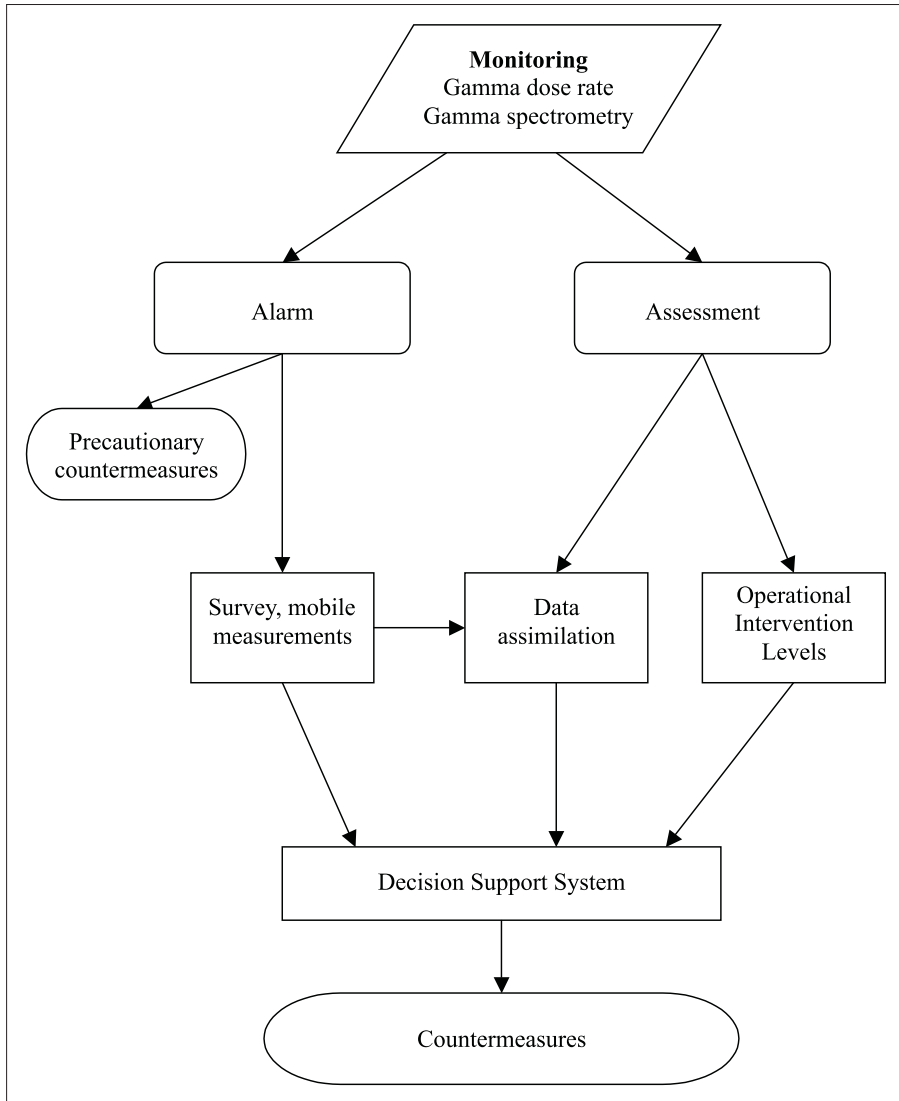 Monitoring
Gamma dose rate
Gamma spectrometry
Alarm
Assessment
Precautionary
countermeasures
Survey, mobile
measurements
Data
assimilation
Operational
Intervention
Levels
Decision Support System
Countermeasures